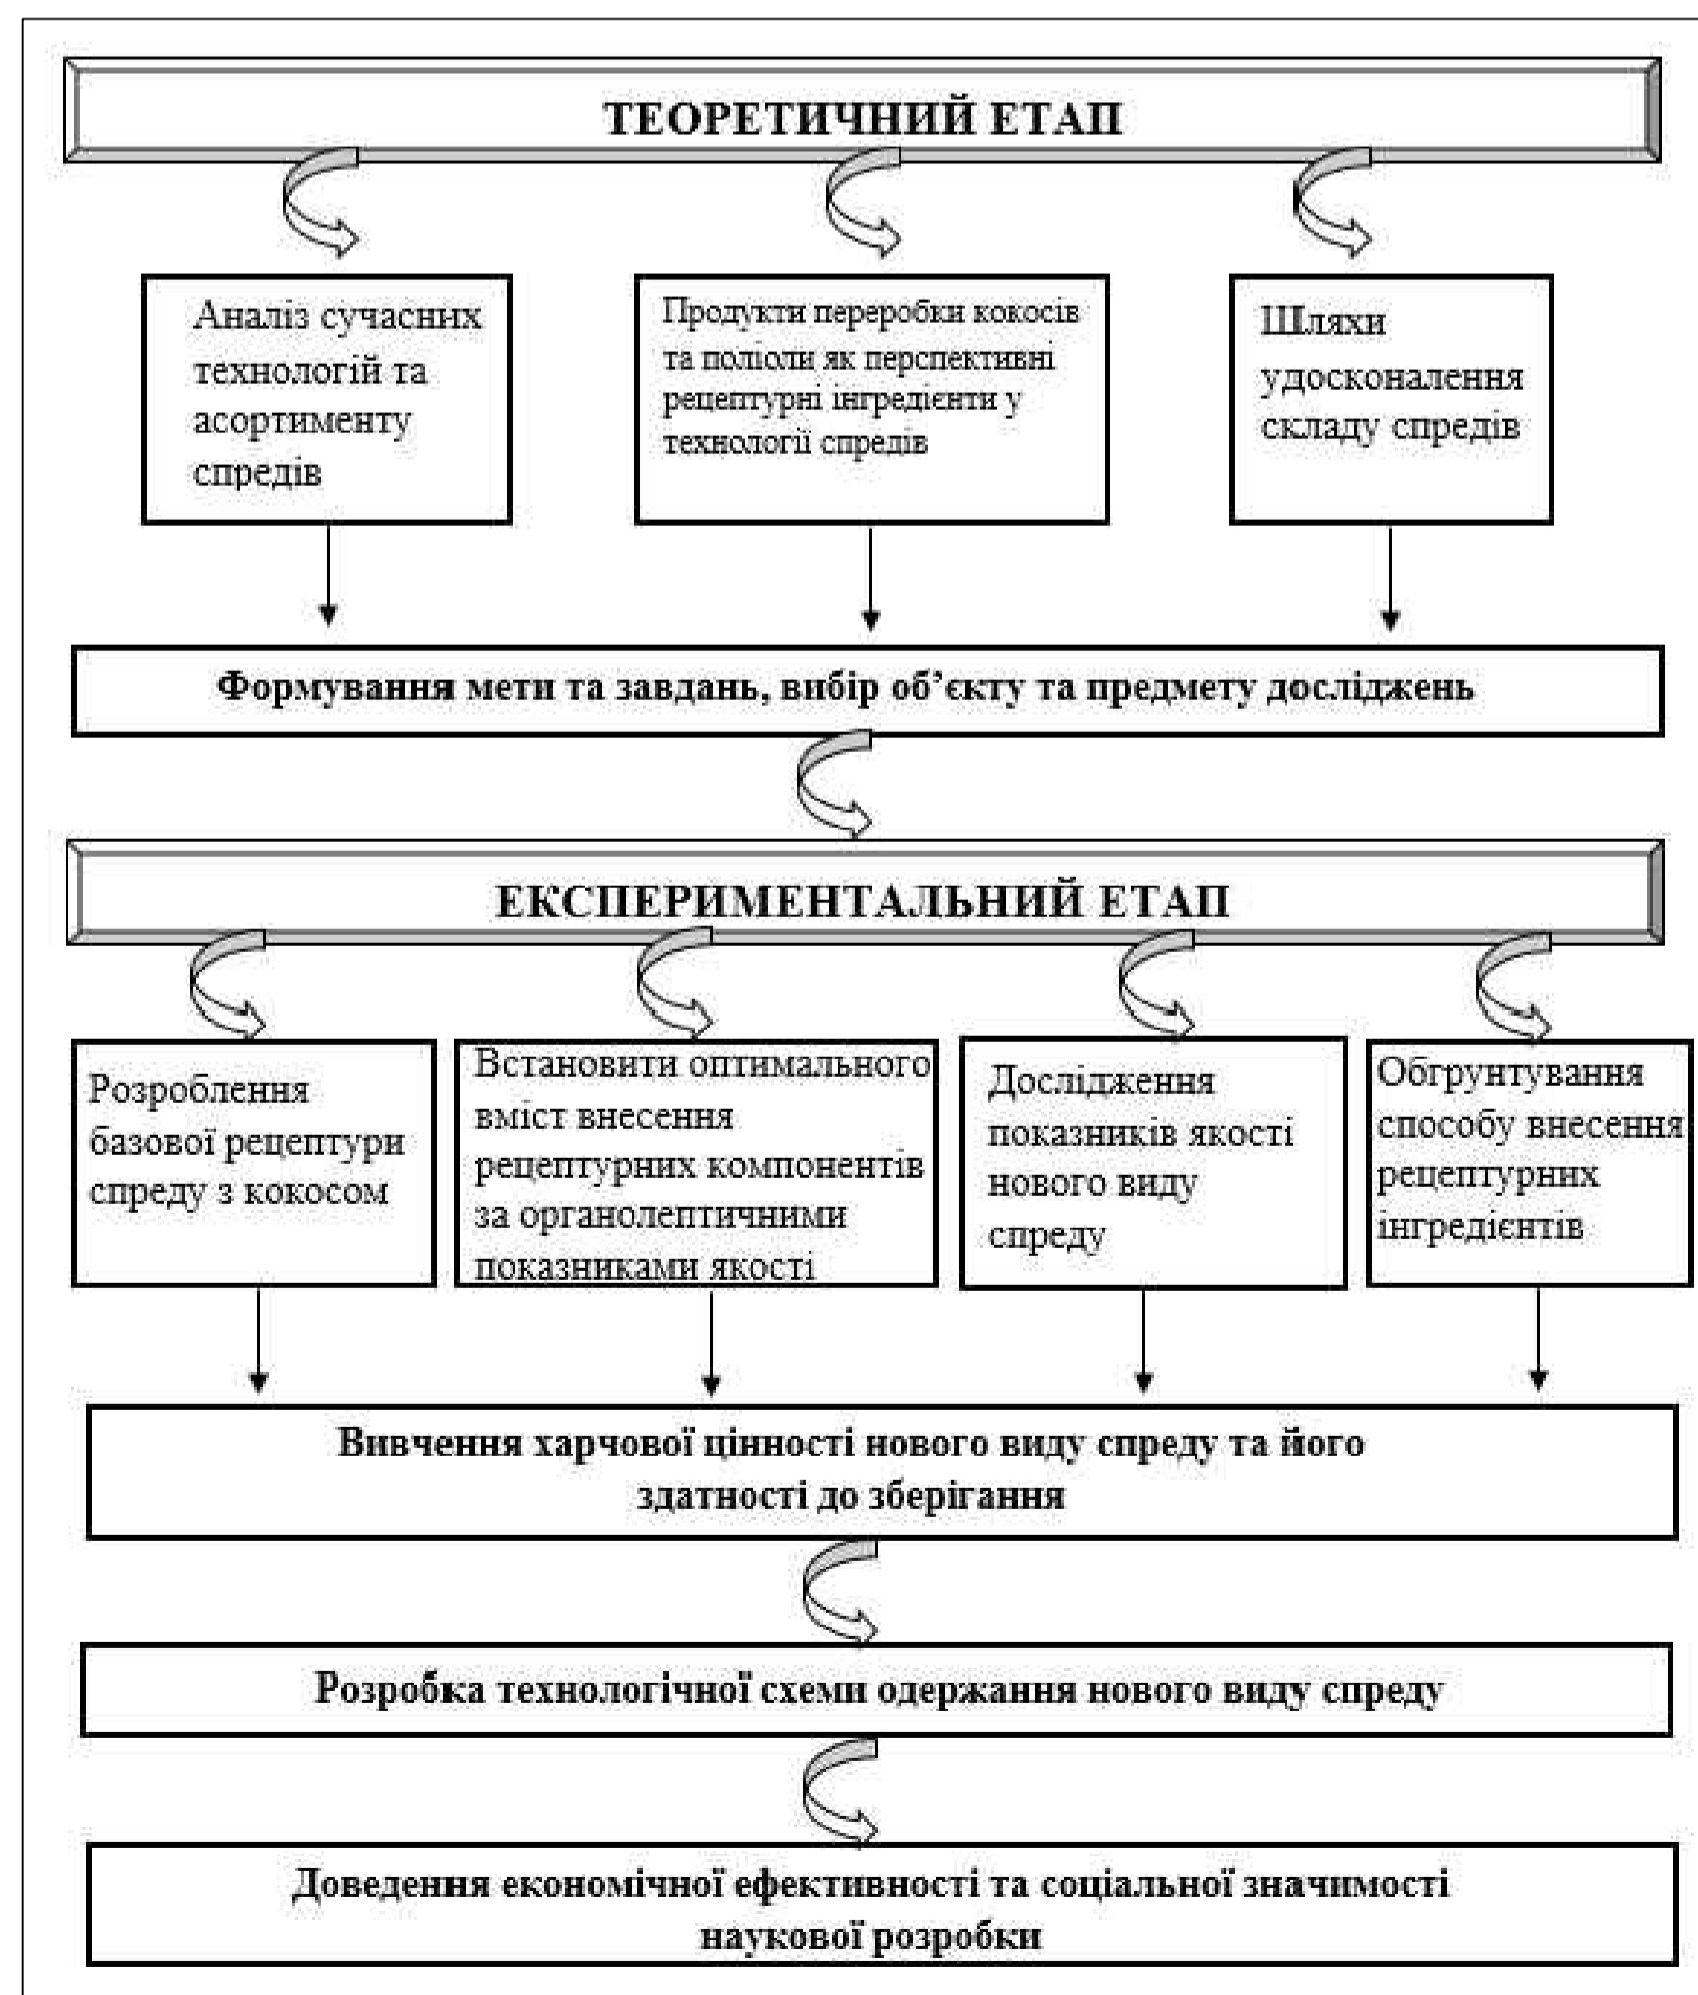 ТЕОРЕТИЧНИЙ ЕТАП
Аналіз сучасних
технологій та
асортименту
спредів
Продукти переробки кокосів
та поліоли як перспективні
рецептурні інгредієнти у
технології спредів
Шляхи
удосконалення
складу спредів
Формування мети та завдань, вибір об’єкту та предмету досліджень
ЕКСПЕРИМЕНТАЛЬНИЙ ЕТАП
Розроблення
базової рецептури
спреду з кокосом
Встановити оптимального
вміст внесення
рецептурних компонентів
за органолептичними
показниками якості
Дослідження
показників якості
нового виду
спреду
Обгрунтування
способу внесення
рецептурних
інгредієнтів
Вивчення харчової цінності нового виду спреду та його
здатності до зберігання
Розробка технологічної схеми одержання нового виду спреду
Доведення економічної ефективності та соціальної значимості
наукової розробки